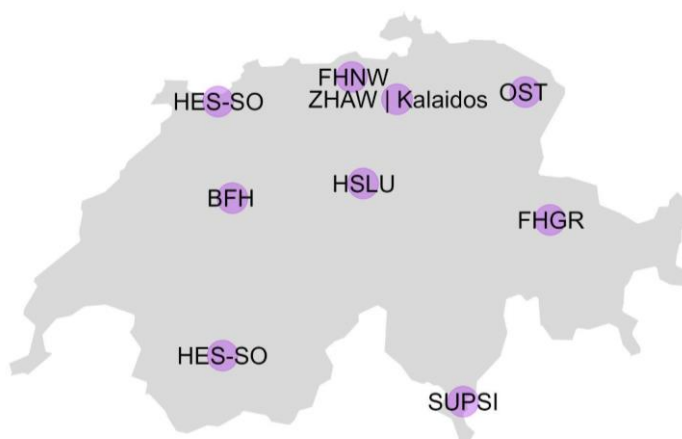 FHNW
HES-SO
ZHAW | Kalaidos
OST
BFH
HSLU
FHGR
HES-SO
SUPSI